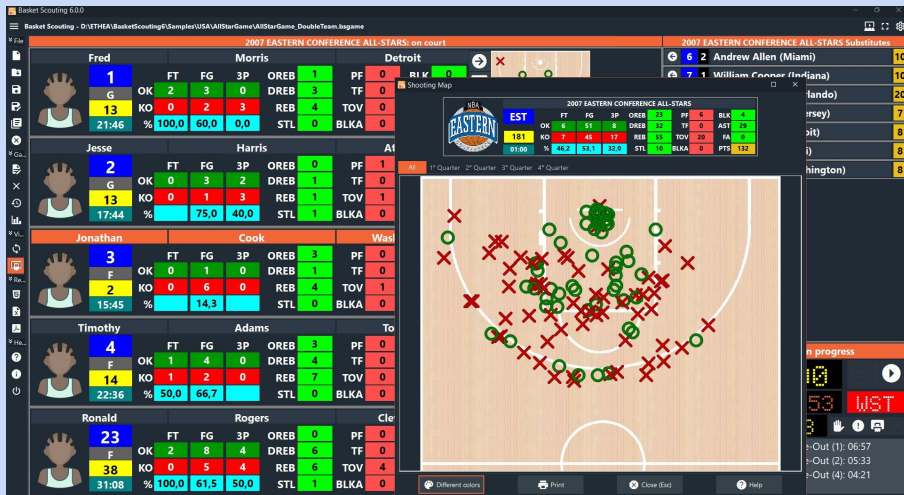 Basket Scouting 6.0.0
Basket Scouting - D:\ETHEA\BasketScouting6\Samples\USA\AllStarGame\AllStarGame_DoubleTeam.bsgame
File
2007 EASTERN CONFERENCE ALL-STARS: on court
2007 EASTERN CONFERENCE ALL-STARS Substitutes
Fred Morris Detroit
1 FT FG 3P OREB 1 PF 0 BLK 0
G OK 2 3 0 DREB 3 TF 0
13 KO 0 2 3 REB 4 TOV 0
21:46 % 100,0 60,0 0,0 STL 0 BLKA 0
6 2 Andrew Allen (Miami) 10
7 1 William Cooper (Indiana) 10
20
7
8
8
8
Jesse Harris
2 FT FG 3P OREB 0 PF 1
G OK 0 3 2 DREB 1 TF 0
13 KO 0 1 3 REB 1 TOV 1
17:44 % 75,0 40,0 STL 1 BLKA 0
Jonathan Cook
3 FT FG 3P OREB 3 PF 0
F OK 0 1 0 DREB 1 TF 0
2 KO 0 6 0 REB 4 TOV 1
15:45 % 14,3 STL 0 BLKA 0
Timothy Adams
4 FT FG 3P OREB 3 PF 0
F OK 1 4 0 DREB 4 TF 0
14 KO 1 2 0 REB 7 TOV 0
22:36 % 50,0 66,7 STL 0 BLKA 0
Ronald Rogers
23 FT FG 3P OREB 0 PF 0
F OK 2 8 4 DREB 6 TF 0
38 KO 0 5 4 REB 6 TOV 4
31:08 % 100,0 61,5 50,0 STL 1 BLKA 0
Shooting Map
NBA
EASTERN
2007 EASTERN CONFERENCE ALL-STARS
EST FT FG 3P OREB 23 PF 6 BLK 4
OK 6 51 8 DREB 32 TF 0 AST 29
181 KO 7 45 17 REB 55 TOV 20 FA 0
01:00 % 46,2 53,1 32,0 STL 10 BLKA 0 PTS 132
All 1° Quarter 2° Quarter 3° Quarter 4° Quarter
Different colors Print Close (Esc) Help
n progress
53 WST
e-Out (1): 06:57
e-Out (2): 05:33
e-Out (4): 04:21